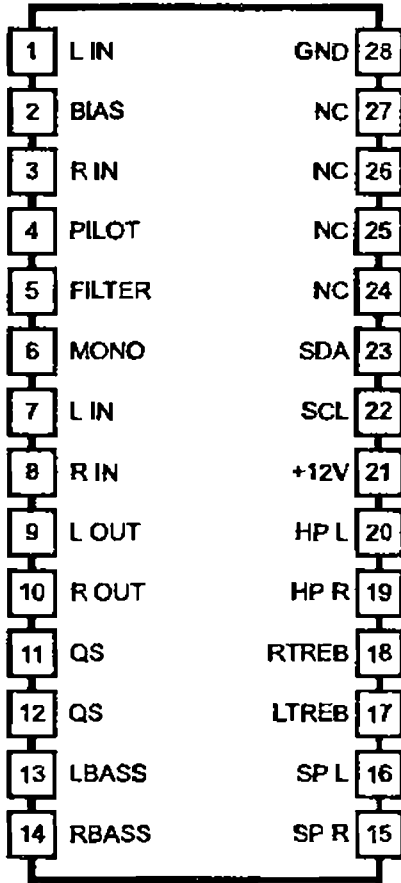 1 L IN GND 28
2 BIAS NC 27
3 R IN NC 26
4 PILOT NC 25
5 FILTER NC 24
6 MONO SDA 23
7 L IN SCL 22
8 R IN +12V 21
9 L OUT HP L 20
10 R OUT HP R 19
11 QS RTREB 18
12 QS LTREB 17
13 LBASS SP L 16
14 RBASS SP R 15